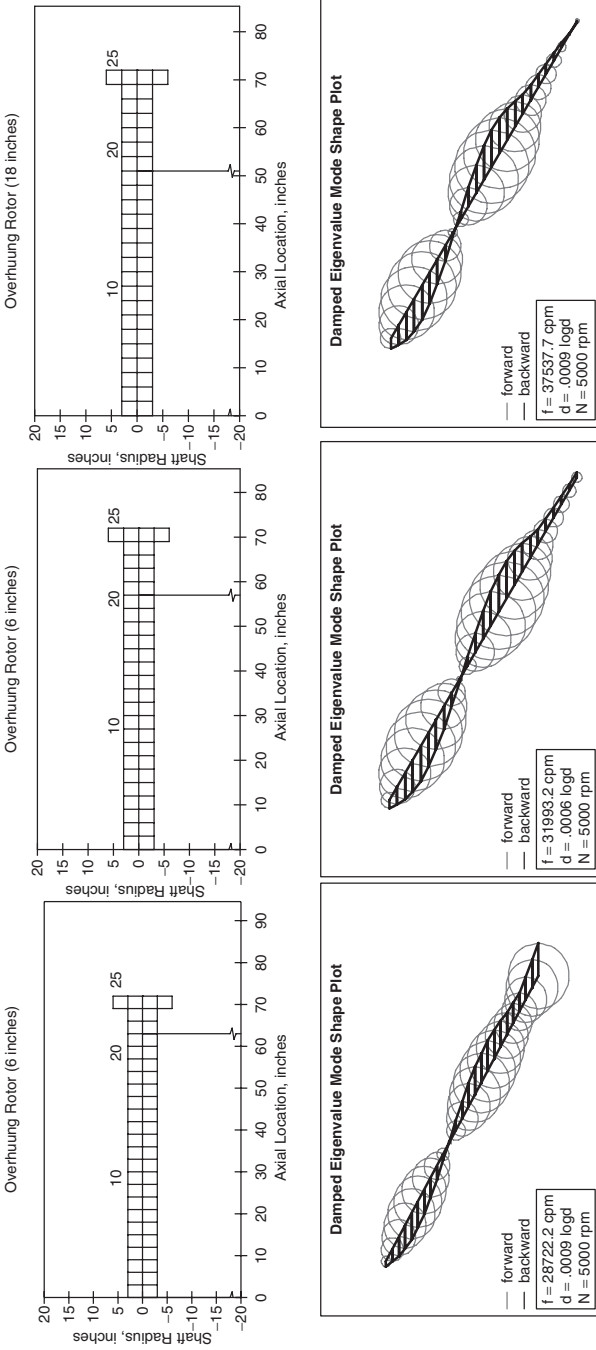 Overhuung Rotor (6 inches)
20
15
10
5
0
−5
−10
−15
−20
Shaft Radius, inches
10
20
25
0 10 20 30 40 50 60 70 80 90
Axial Location, inches
Damped Eigenvalue Mode Shape Plot
forward
backward
f = 28722.2 cpm
d = .0009 logd
N = 5000 rpm
Overhuung Rotor (6 inches)
20
15
10
5
0
−5
−10
−15
−20
Shaft Radius, inches
10
20
25
0 10 20 30 40 50 60 70 80
Axial Location, inches
Damped Eigenvalue Mode Shape Plot
forward
backward
f = 31993.2 cpm
d = .0006 logd
N = 5000 rpm
Overhuung Rotor (18 inches)
20
15
10
5
0
−5
−10
−15
−20
Shaft Radius, inches
10
20
25
0 10 20 30 40 50 60 70 80
Axial Location, inches
Damped Eigenvalue Mode Shape Plot
forward
backward
f = 37537.7 cpm
d = .0009 logd
N = 5000 rpm